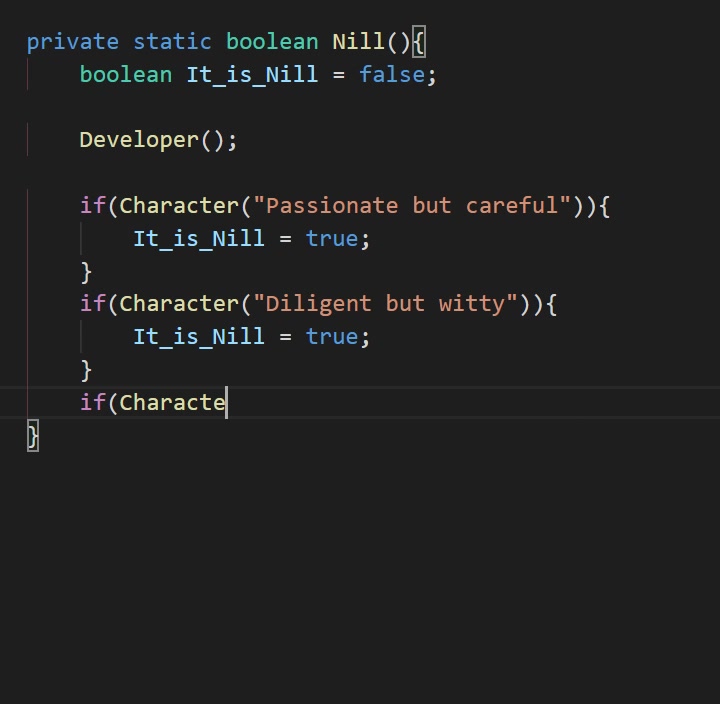 private static boolean Nill(){
    boolean It_is_Nill = false;
    Developer();
    if(Character("Passionate but careful")){
        It_is_Nill = true;
    }
    if(Character("Diligent but witty")){
        It_is_Nill = true;
    }
    if(Characte
}